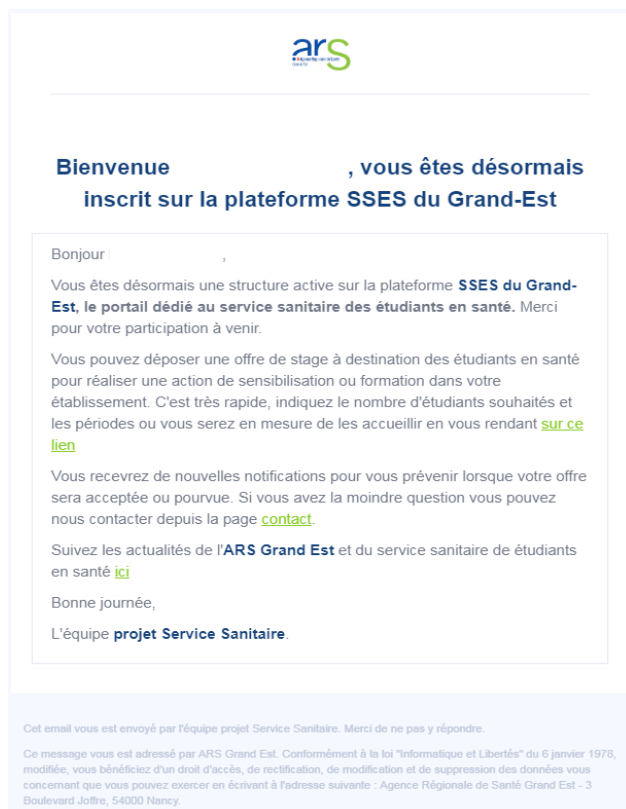 ars
Bienvenue , vous êtes désormais
inscrit sur la plateforme SSES du Grand-Est
Bonjour ,
Vous êtes désormais une structure active sur la plateforme SSES du Grand-
Est, le portail dédié au service sanitaire des étudiants en santé. Merci
pour votre participation à venir.
Vous pouvez déposer une offre de stage à destination des étudiants en santé
pour réaliser une action de sensibilisation ou formation dans votre
établissement. C'est très rapide, indiquez le nombre d'étudiants souhaités et
les périodes ou vous serez en mesure de les accueillir en vous rendant sur ce
lien
Vous recevrez de nouvelles notifications pour vous prévenir lorsque votre offre
sera acceptée ou pourvue. Si vous avez la moindre question vous pouvez
nous contacter depuis la page contact.
Suivez les actualités de l'ARS Grand Est et du service sanitaire de étudiants
en santé ici
Bonne journée,
L'équipe projet Service Sanitaire.
Cet email vous est envoyé par l'équipe projet Service Sanitaire. Merci de ne pas y répondre.
Ce message vous est adressé par ARS Grand Est. Conformément à la loi "Informatique et Libertés" du 6 janvier 1978,
modifiée, vous bénéficiez d'un droit d'accès, de rectification, de modification et de suppression des données vous
concernant que vous pouvez exercer en écrivant à l'adresse suivante : Agence Régionale de Santé Grand Est - 3
Boulevard Joffre, 54000 Nancy.